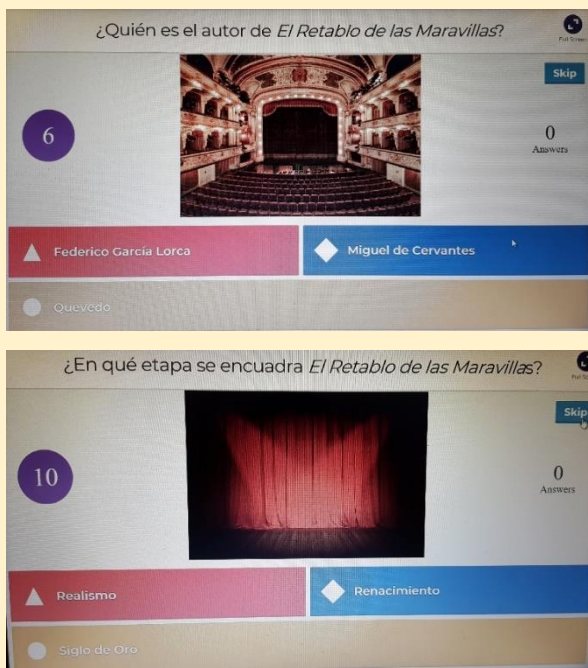 ¿Quién es el autor de El Retablo de las Maravillas?
Full Screen
Skip
6
0
Answers
Federico García Lorca
Miguel de Cervantes
Quevedo
¿En qué etapa se encuadra El Retablo de las Maravillas?
Skip
10
0
Answers
Realismo
Renacimiento
Siglo de Oro